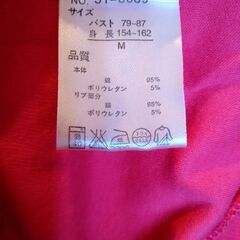 サイズ
バスト 79-87
身長 154~162
M
品質
本体
綿 95%
ポリウレタン 5%
リブ部分
綿 95%
ポリウレタン 5%